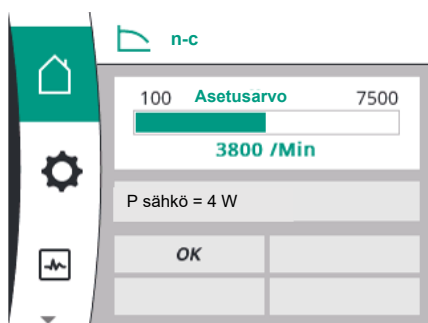 n-c
100 Asetusarvo 7500
3800 /Min
P sähkö = 4 W
OK